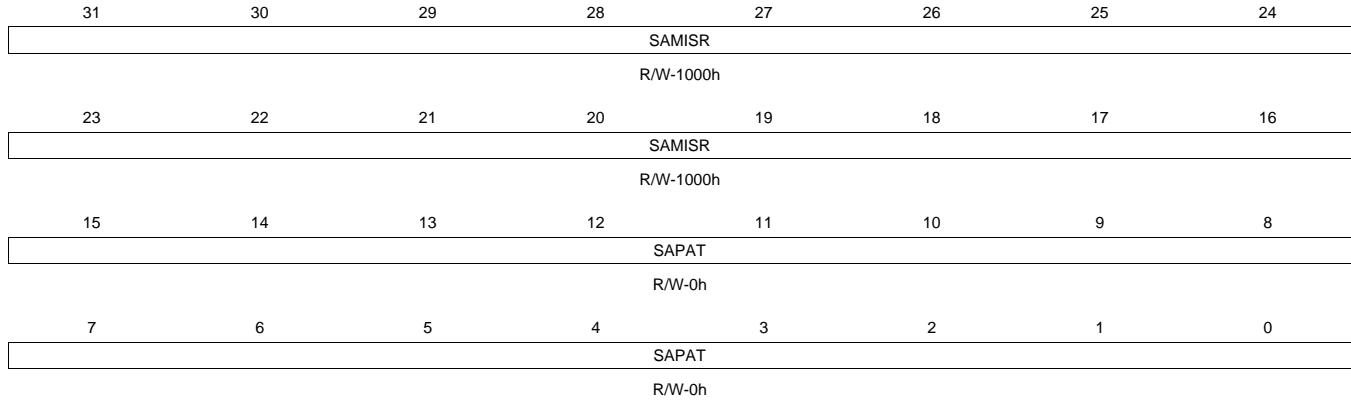 31 30 29 28 27 26 25 24
SAMISR
R/W-1000h
23 22 21 20 19 18 17 16
SAMISR
R/W-1000h
15 14 13 12 11 10 9 8
SAPAT
R/W-0h
7 6 5 4 3 2 1 0
SAPAT
R/W-0h